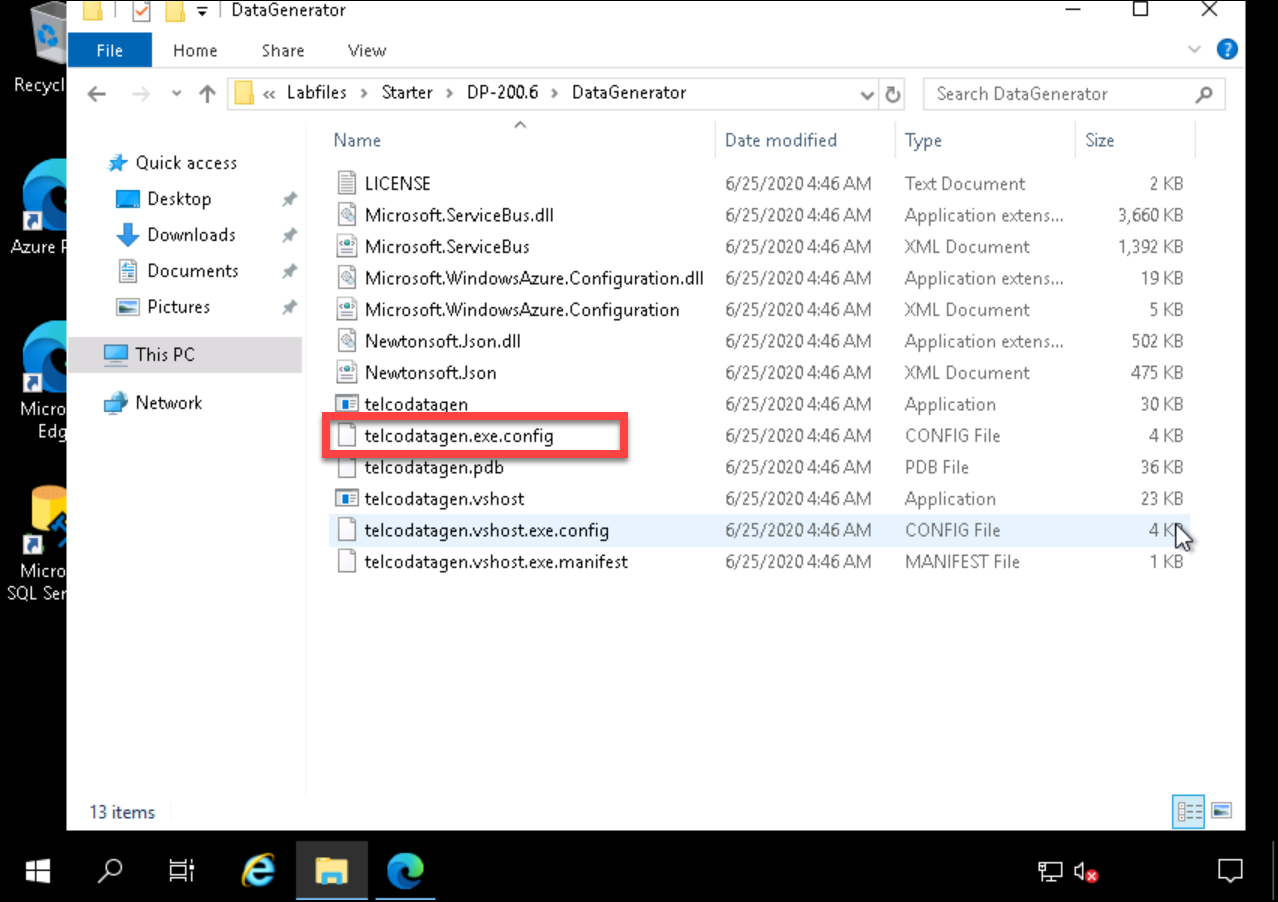 DataGenerator
File Home Share View
« Labfiles > Starter > DP-200.6 > DataGenerator
Search DataGenerator
Name Date modified Type Size
LICENSE 6/25/2020 4:46 AM Text Document 2 KB
Microsoft.ServiceBus.dll 6/25/2020 4:46 AM Application extens... 3,660 KB
Microsoft.ServiceBus 6/25/2020 4:46 AM XML Document 1,392 KB
Microsoft.WindowsAzure.Configuration.dll 6/25/2020 4:46 AM Application extens... 19 KB
Microsoft.WindowsAzure.Configuration 6/25/2020 4:46 AM XML Document 5 KB
Newtonsoft.Json.dll 6/25/2020 4:46 AM Application extens... 502 KB
Newtonsoft.Json 6/25/2020 4:46 AM XML Document 475 KB
telcodatagen 6/25/2020 4:46 AM Application 30 KB
telcodatagen.exe.config 6/25/2020 4:46 AM CONFIG File 4 KB
telcodatagen.pdb 6/25/2020 4:46 AM PDB File 36 KB
telcodatagen.vshost 6/25/2020 4:46 AM Application 23 KB
telcodatagen.vshost.exe.config 6/25/2020 4:46 AM CONFIG File 4 KB
telcodatagen.vshost.exe.manifest 6/25/2020 4:46 AM MANIFEST File 1 KB
Quick access
Desktop
Downloads
Documents
Pictures
This PC
Network
13 items
Recycl
Azure P
Micro
Edg
Micro
SQL Ser